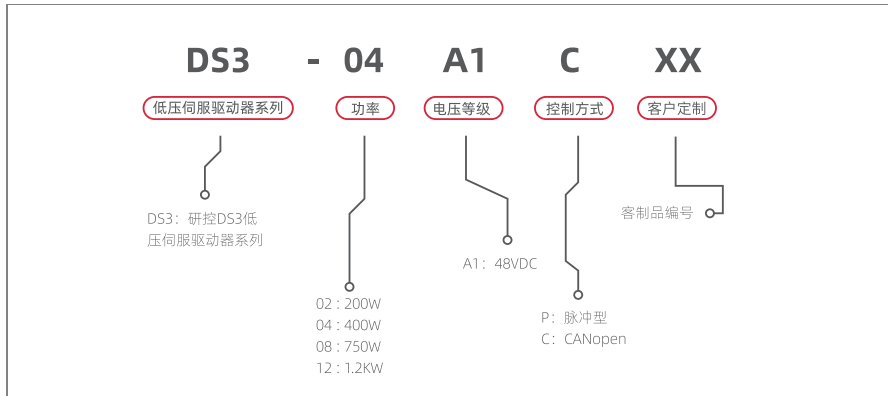 DS3 - 04 A1 C XX
低压伺服驱动器系列 功率 电压等级 控制方式 客户定制
DS3：研控DS3低
压伺服驱动器系列
客制品编号
A1：48VDC
02：200W
04：400W
08：750W
12：1.2KW
P：脉冲型
C：CANopen